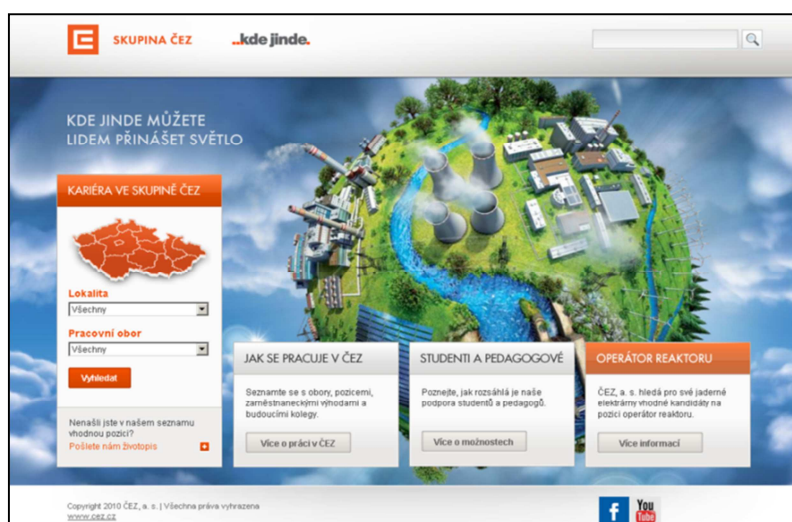 SKUPINA ČEZ
..kde jinde.
KDE JINDE MŮŽETE
LIDEM PŘINÁŠET SVĚTLO
KARIÉRA VE SKUPINĚ ČEZ
Lokalita
Všechny
Pracovní obor
Všechny
Vyhledat
Nenašli jste v našem seznamu
vhodnou pozici?
Pošlete nám životopis
JAK SE PRACUJE V ČEZ
Seznamte se s obory, pozicemi,
zaměstnaneckými výhodami a
budoucími kolegy.
Více o práci v ČEZ
STUDENTI A PEDAGOGOVÉ
Poznejte, jak rozsáhlá je naše
podpora studentů a pedagogů.
Více o možnostech
OPERÁTOR REAKTORU
ČEZ, a. s. hledá pro své jaderné
elektrárny vhodné kandidáty na
pozici operátor reaktoru.
Více informací
Copyright 2010 ČEZ, a. s. | Všechna práva vyhrazena
www.cez.cz
f
You
Tube